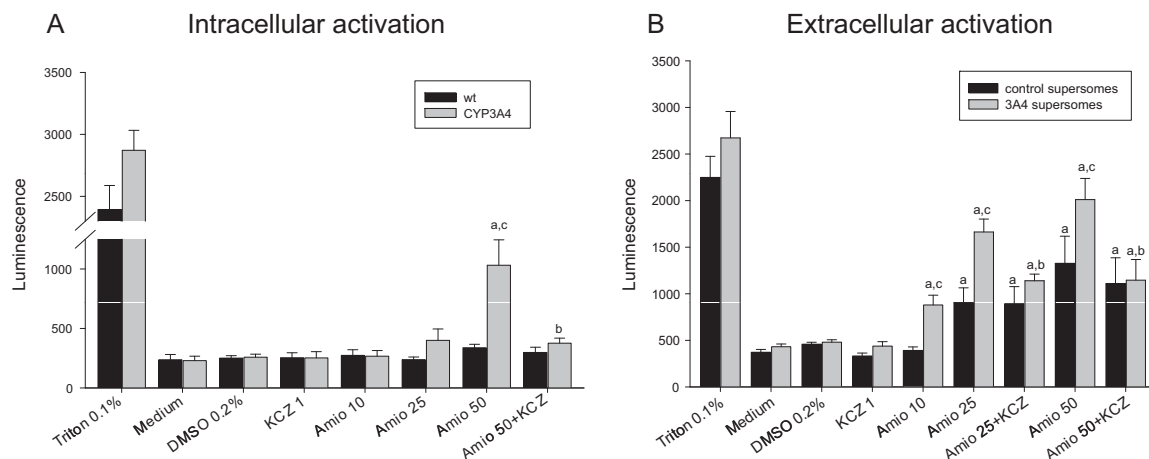 A Intracellular activation
Luminescence
3500
3000
2500
1000
500
0
wt
CYP3A4
a,c
b
Triton 0.1%
Medium
DMSO 0.2%
KCZ 1
Amio 10
Amio 25
Amio 50
Amio 50+KCZ
B Extracellular activation
Luminescence
3500
3000
2500
2000
1500
1000
500
0
control supersomes
3A4 supersomes
a,c
a
a,c
a
a,b
a
a,c
a
a,b
Triton 0.1%
Medium
DMSO 0.2%
KCZ 1
Amio 10
Amio 25
Amio 25+KCZ
Amio 50
Amio 50+KCZ